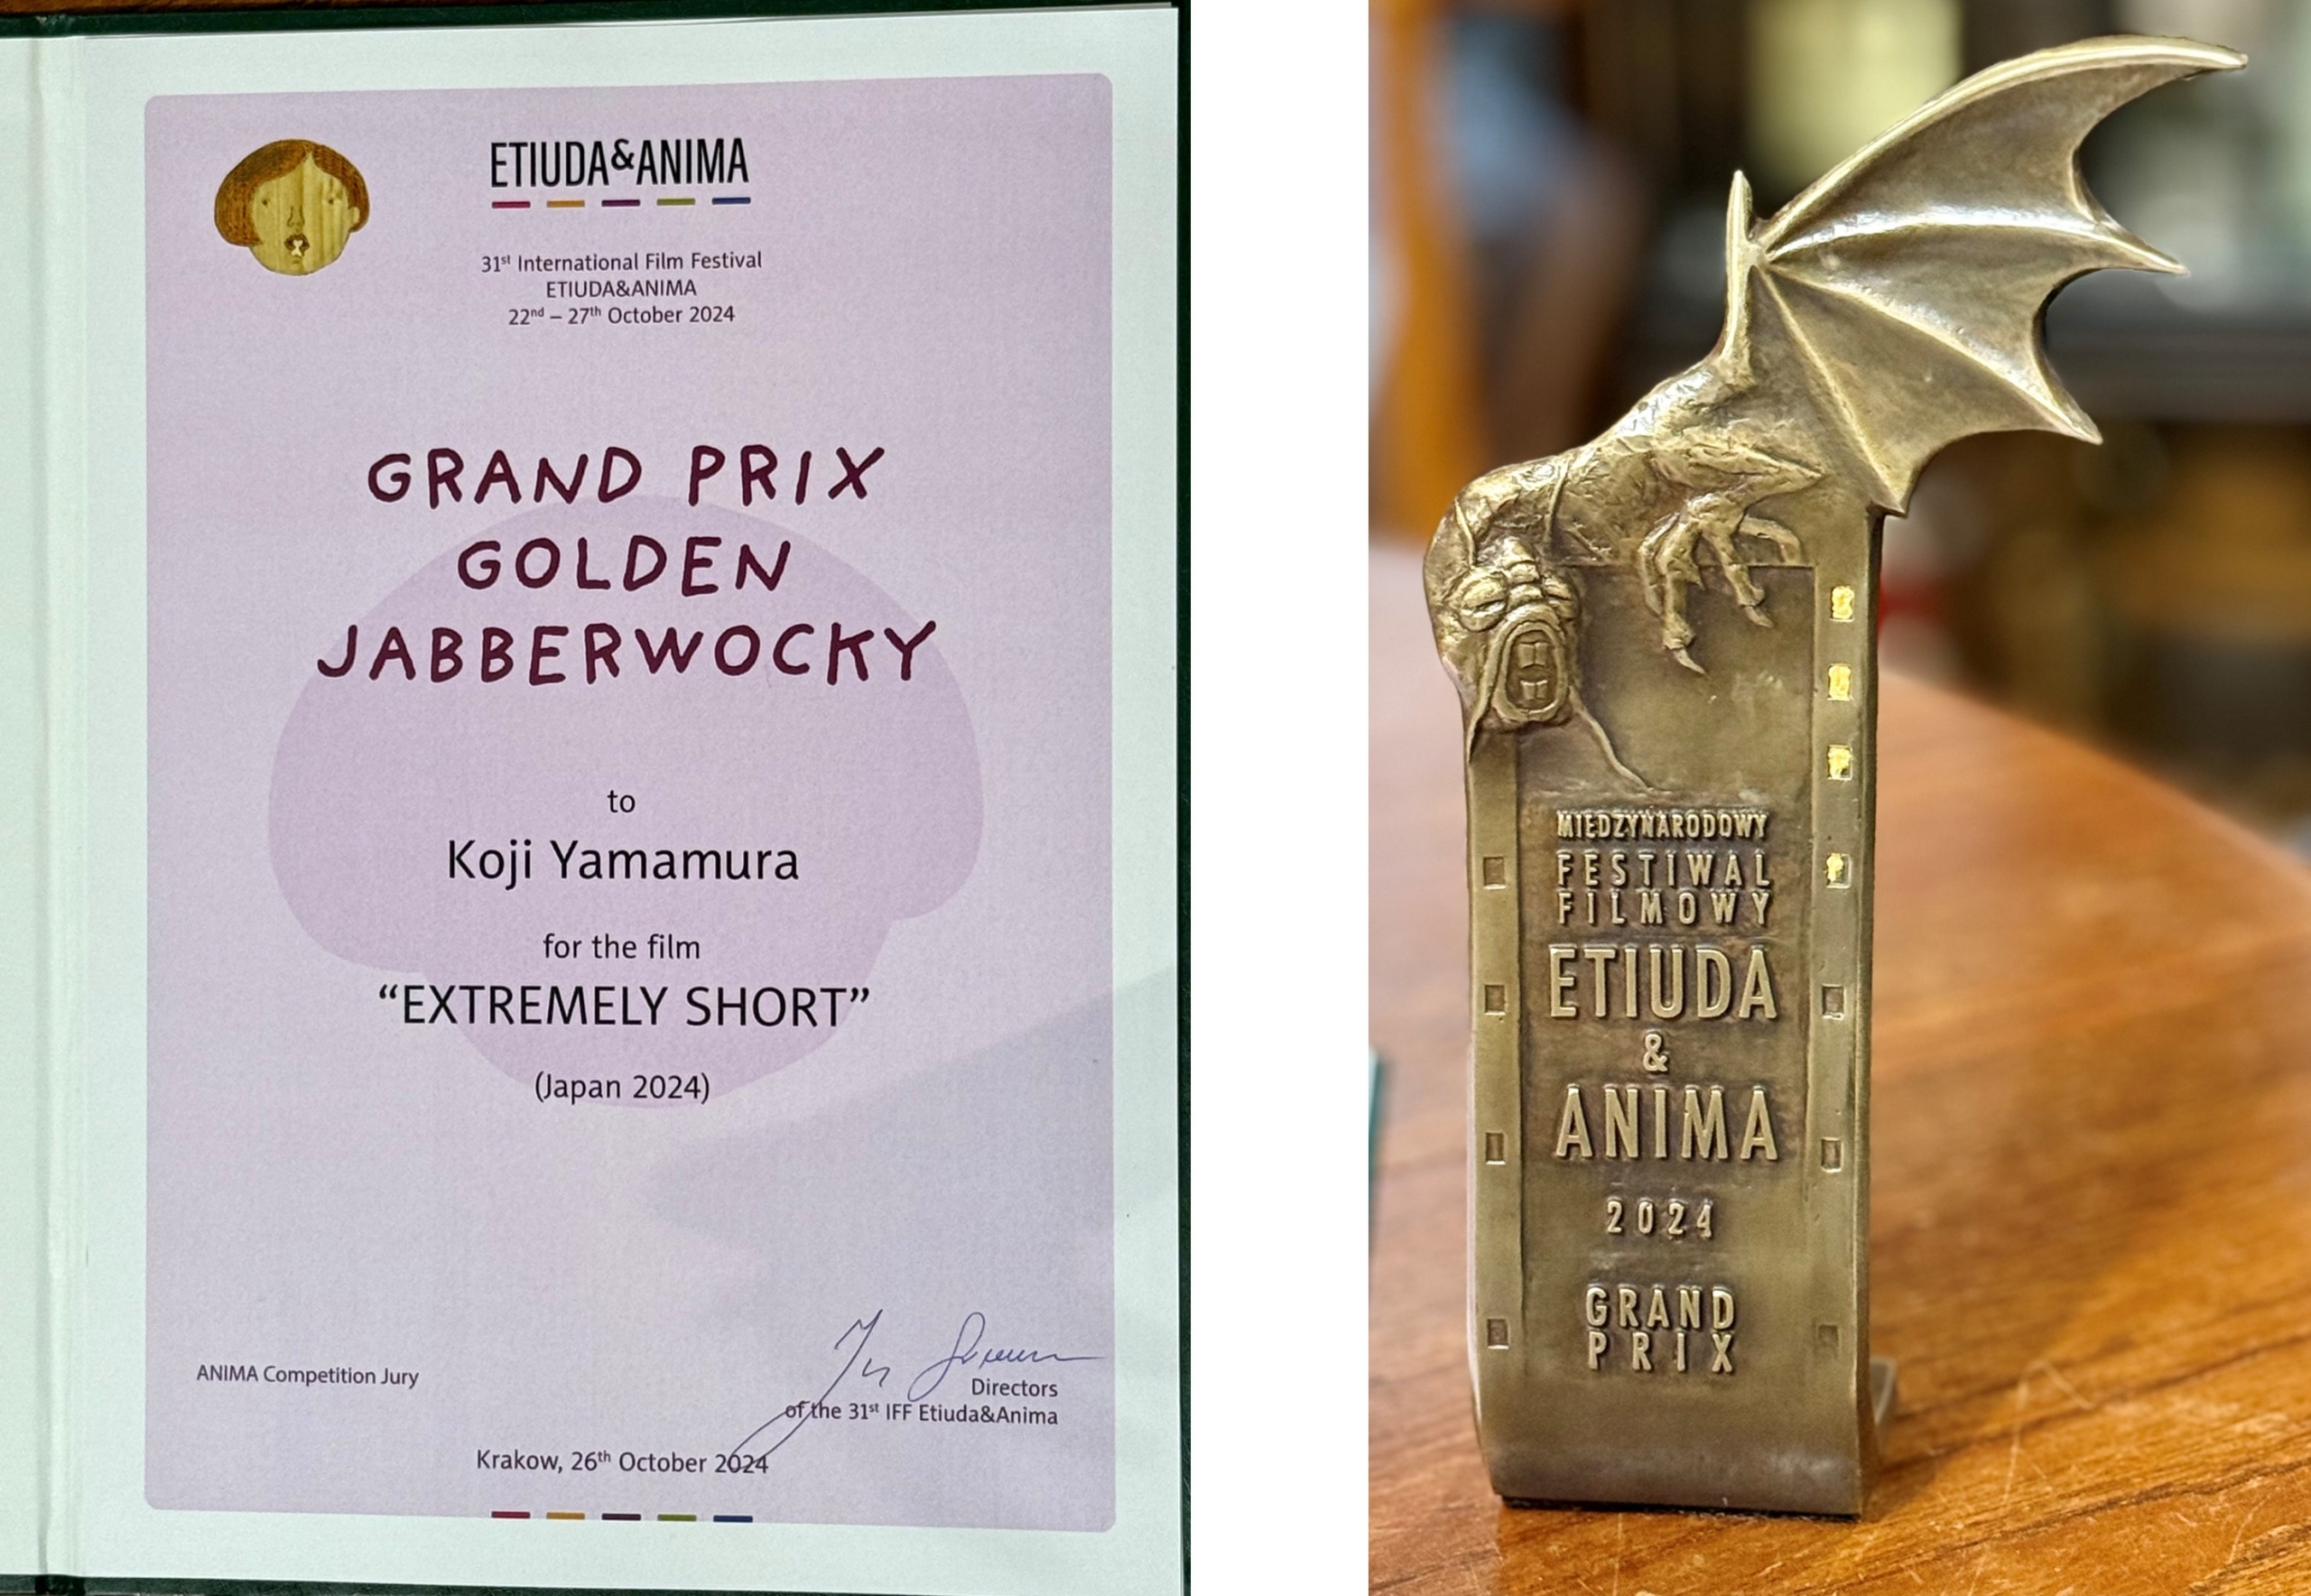 ETIUDA&ANIMA
31st International Film Festival
ETIUDA&ANIMA
22nd – 27th October 2024
GRAND PRIX
GOLDEN
JABBERWOCKY
to
Koji Yamamura
for the film
“EXTREMELY SHORT”
(Japan 2024)
ANIMA Competition Jury
Directors
of the 31st IFF Etiuda&Anima
Krakow, 26th October 2024
MIĘDZYNARODOWY
FESTIWAL
FILMOWY
ETIUDA
&
ANIMA
2024
GRAND
PRIX